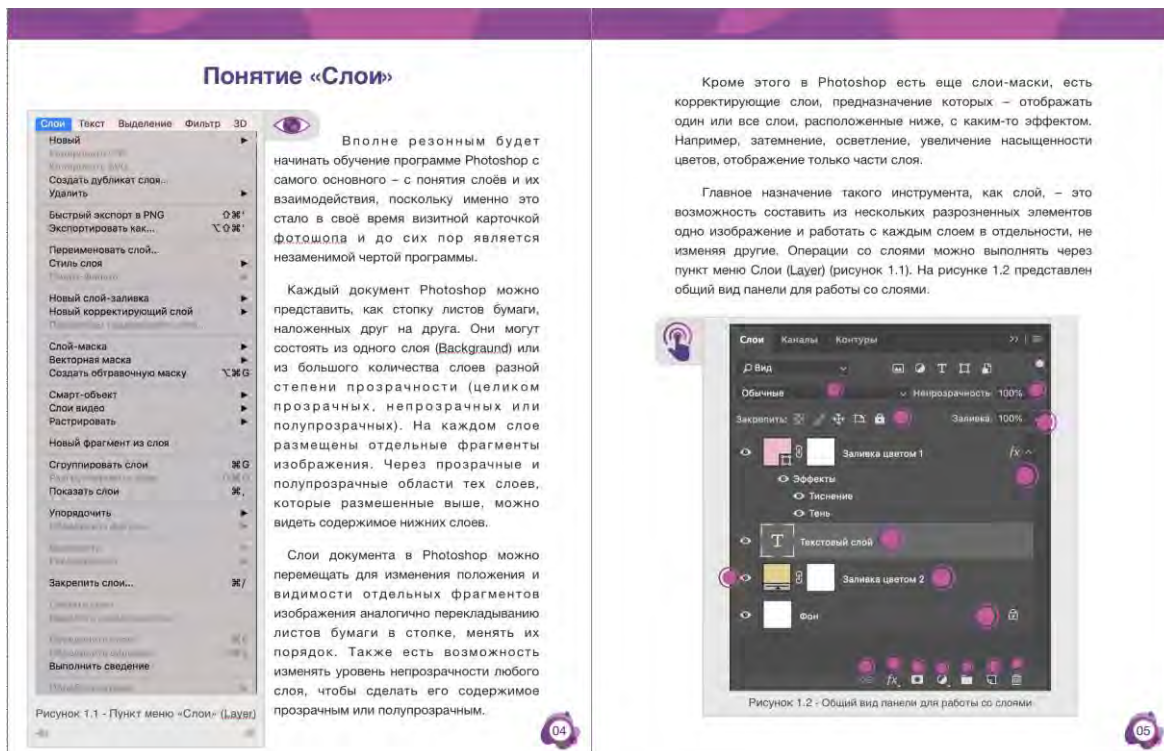 Понятие «Слои»
Слои Текст Выделение Фильтр 3D
Новый
Создать дубликат слоя...
Удалить
Быстрый экспорт в PNG ⇧⌘'
Экспортировать как... ⌥⇧⌘'
Переименовать слой...
Стиль слоя
Новый слой-заливка
Новый корректирующий слой
Слой-маска
Векторная маска
Создать обтравочную маску ⌥⌘G
Смарт-объект
Слои видео
Растрировать
Новый фрагмент из слоя
Сгруппировать слои ⌘G
Показать слои ⌘,
Упорядочить
Закрепить слои... ⌘/
Выполнить сведение
Рисунок 1.1 - Пункт меню «Слои» (Layer)
Вполне резонным будет
начинать обучение программе Photoshop с
самого основного – с понятия слоёв и их
взаимодействия, поскольку именно это
стало в своё время визитной карточкой
фотошопа и до сих пор является
незаменимой чертой программы.
Каждый документ Photoshop можно
представить, как стопку листов бумаги,
наложенных друг на друга. Они могут
состоять из одного слоя (Backgraund) или
из большого количества слоев разной
степени прозрачности (целиком
прозрачных, непрозрачных или
полупрозрачных). На каждом слое
размещены отдельные фрагменты
изображения. Через прозрачные и
полупрозрачные области тех слоев,
которые размешенные выше, можно
видеть содержимое нижних слоев.
Слои документа в Photoshop можно
перемещать для изменения положения и
видимости отдельных фрагментов
изображения аналогично перекладыванию
листов бумаги в стопке, менять их
порядок. Также есть возможность
изменять уровень непрозрачности любого
слоя, чтобы сделать его содержимое
прозрачным или полупрозрачным.
04
Кроме этого в Photoshop есть еще слои-маски, есть
корректирующие слои, предназначение которых – отображать
один или все слои, расположенные ниже, с каким-то эффектом.
Например, затемнение, осветление, увеличение насыщенности
цветов, отображение только части слоя.
Главное назначение такого инструмента, как слой, – это
возможность составить из нескольких разрозненных элементов
одно изображение и работать с каждым слоем в отдельности, не
изменяя другие. Операции со слоями можно выполнять через
пункт меню Слои (Layer) (рисунок 1.1). На рисунке 1.2 представлен
общий вид панели для работы со слоями.
Слои Каналы Контуры
Вид
Обычные Непрозрачность: 100%
Закрепить: Заливка: 100%
Заливка цветом 1 fx
Эффекты
Тиснение
Тень
T Текстовый слой
Заливка цветом 2
Фон
fx
Рисунок 1.2 - Общий вид панели для работы со слоями
05